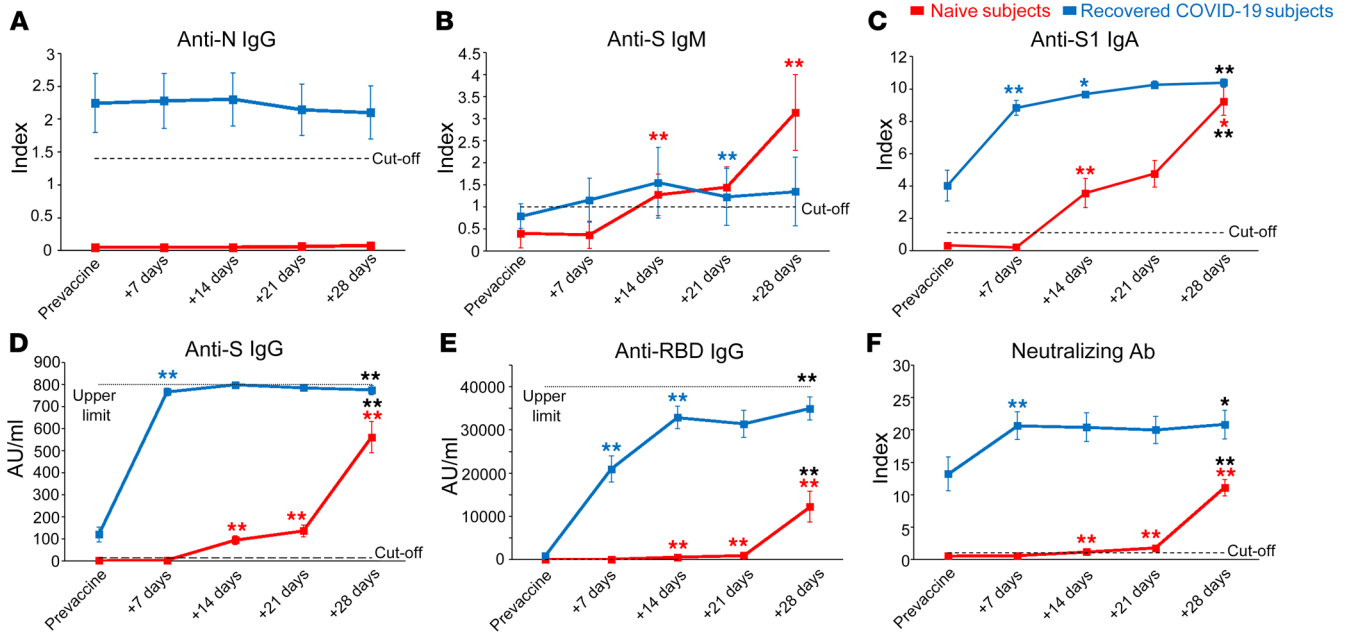 Naive subjects Recovered COVID-19 subjects
A
Anti-N IgG
Index
3
2.5
2
1.5
1
0.5
0
Cut-off
Prevaccine
+7 days
+14 days
+21 days
+28 days
B
Anti-S IgM
Index
4.5
4
3.5
3
2.5
2
1.5
1
0.5
0
**
**
**
Cut-off
Prevaccine
+7 days
+14 days
+21 days
+28 days
C
Anti-S1 IgA
Index
12
10
8
6
4
2
0
**
*
**
**
*
**
Cut-off
Prevaccine
+7 days
+14 days
+21 days
+28 days
D
Anti-S IgG
AU/ml
900
800
700
600
500
400
300
200
100
0
Upper
limit
**
**
**
**
**
**
Cut-off
Prevaccine
+7 days
+14 days
+21 days
+28 days
E
Anti-RBD IgG
AU/ml
40000
30000
20000
10000
0
Upper
limit
**
**
**
**
**
**
**
Prevaccine
+7 days
+14 days
+21 days
+28 days
F
Neutralizing Ab
Index
30
25
20
15
10
5
0
**
*
**
**
**
**
Cut-off
Prevaccine
+7 days
+14 days
+21 days
+28 days